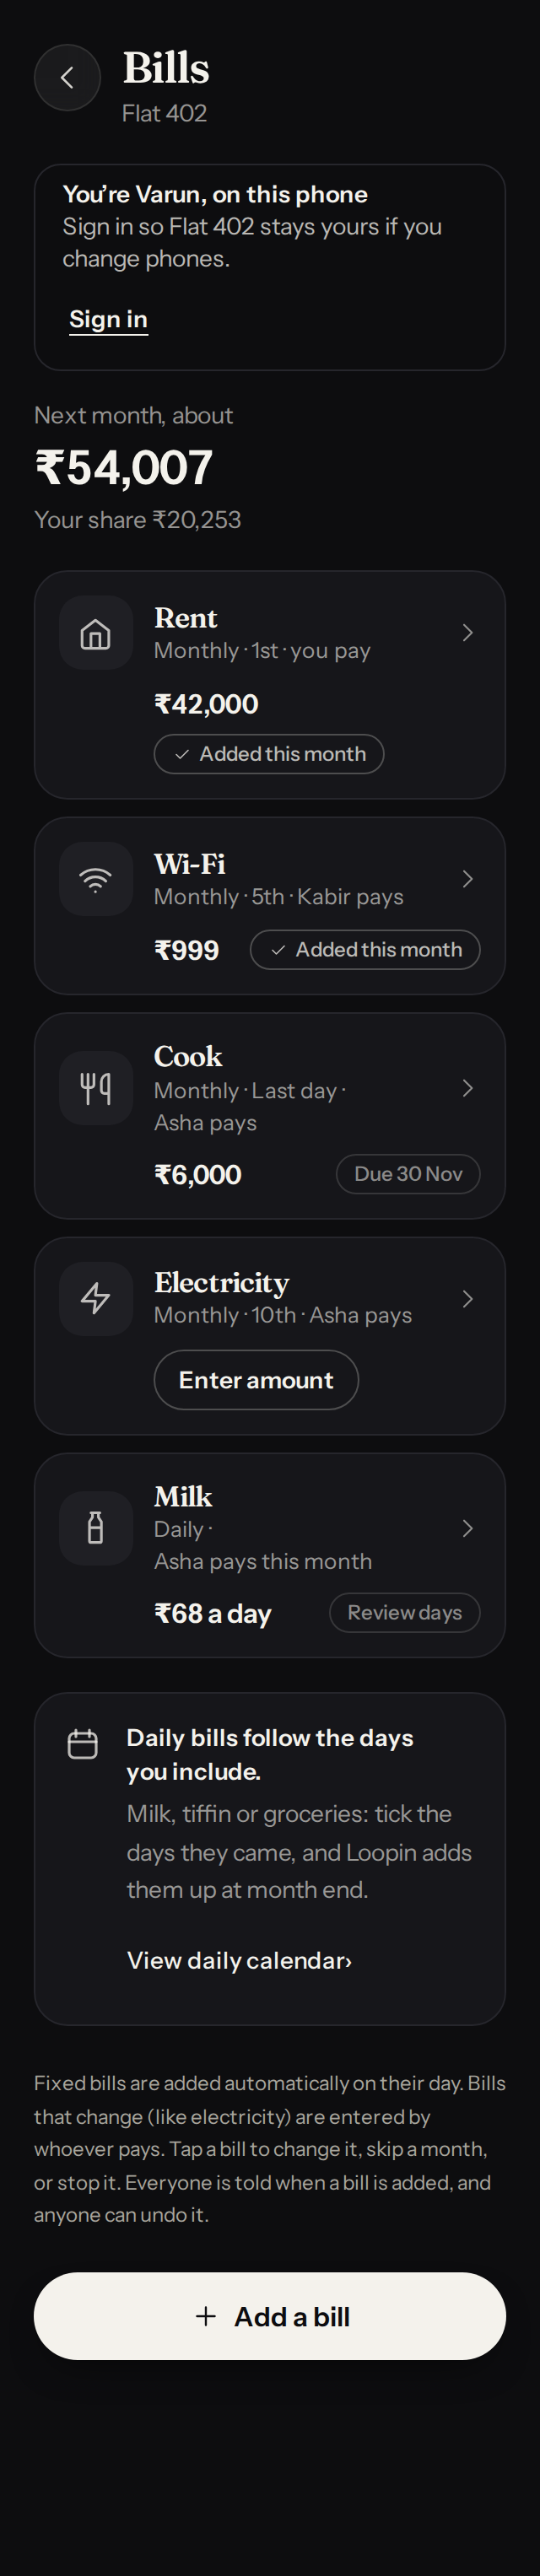 Bills
Flat 402
You’re Varun, on this phone
Sign in so Flat 402 stays yours if you
change phones.
Sign in
Next month, about
₹54,007
Your share ₹20,253
Rent
Monthly · 1st · you pay
₹42,000
Added this month
Wi-Fi
Monthly · 5th · Kabir pays
₹999
Added this month
Cook
Monthly · Last day ·
Asha pays
₹6,000
Due 30 Nov
Electricity
Monthly · 10th · Asha pays
Enter amount
Milk
Daily ·
Asha pays this month
₹68 a day
Review days
Daily bills follow the days
you include.
Milk, tiffin or groceries: tick the
days they came, and Loopin adds
them up at month end.
View daily calendar›
Fixed bills are added automatically on their day. Bills
that change (like electricity) are entered by
whoever pays. Tap a bill to change it, skip a month,
or stop it. Everyone is told when a bill is added, and
anyone can undo it.
Add a bill